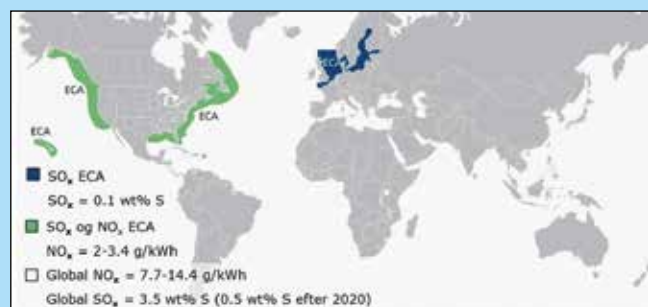 ECA
ECA
ECA
ECA
SOₓ ECA
SOₓ = 0.1 wt% S
SOₓ og NOₓ ECA
NOₓ = 2-3.4 g/kWh
Global NOₓ = 7.7-14.4 g/kWh
Global SOₓ = 3.5 wt% S (0.5 wt% S efter 2020)